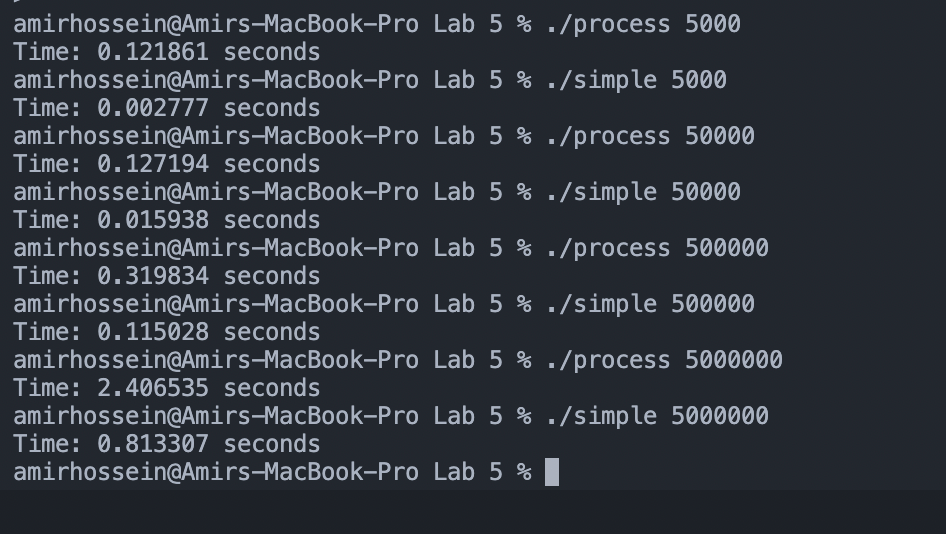 amirhossein@Amirs-MacBook-Pro Lab 5 % ./process 5000
Time: 0.121861 seconds
amirhossein@Amirs-MacBook-Pro Lab 5 % ./simple 5000
Time: 0.002777 seconds
amirhossein@Amirs-MacBook-Pro Lab 5 % ./process 50000
Time: 0.127194 seconds
amirhossein@Amirs-MacBook-Pro Lab 5 % ./simple 50000
Time: 0.015938 seconds
amirhossein@Amirs-MacBook-Pro Lab 5 % ./process 500000
Time: 0.319834 seconds
amirhossein@Amirs-MacBook-Pro Lab 5 % ./simple 500000
Time: 0.115028 seconds
amirhossein@Amirs-MacBook-Pro Lab 5 % ./process 5000000
Time: 2.406535 seconds
amirhossein@Amirs-MacBook-Pro Lab 5 % ./simple 5000000
Time: 0.813307 seconds
amirhossein@Amirs-MacBook-Pro Lab 5 %